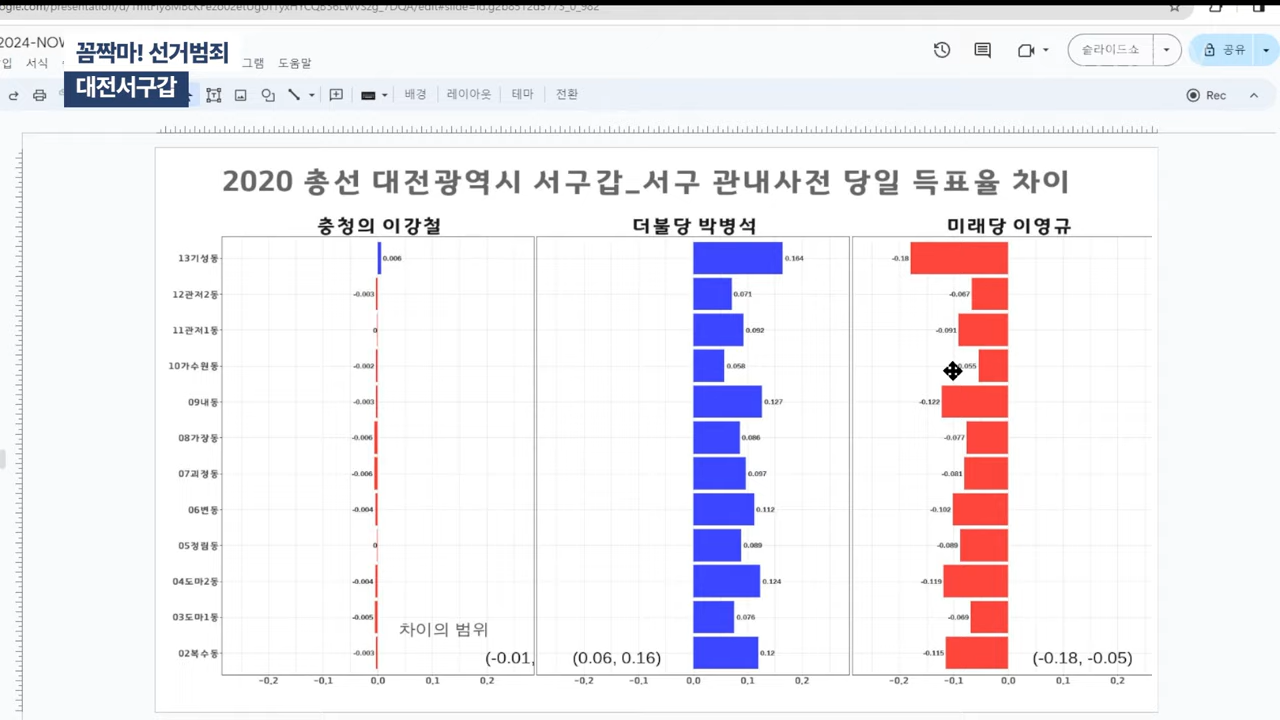 2024-NOV
꼼짝마! 선거범죄
대전서구갑
서식
그램
도움말
슬라이드쇼
공유
배경
레이아웃
테마
전환
Rec
2020 총선 대전광역시 서구갑_서구 관내사전 당일 득표율 차이
충청의 이강철 더불당 박병석 미래당 이영규
13기성동 0.006 0.164 -0.18
12관저2동 -0.003 0.071 -0.067
11관저1동 0 0.092 -0.091
10가수원동 -0.002 0.058 0.055
09내동 -0.003 0.127 -0.122
08가장동 -0.006 0.086 -0.077
07괴정동 -0.006 0.097 -0.081
06변동 -0.004 0.112 -0.102
05정림동 0 0.089 -0.089
04도마2동 -0.004 0.124 -0.119
03도마1동 -0.005 0.076 -0.069
차이의 범위
02복수동 -0.003 0.12 -0.115
(-0.01, (0.06, 0.16) (-0.18, -0.05)
-0.2 -0.1 0.0 0.1 0.2 -0.2 -0.1 0.0 0.1 0.2 -0.2 -0.1 0.0 0.1 0.2